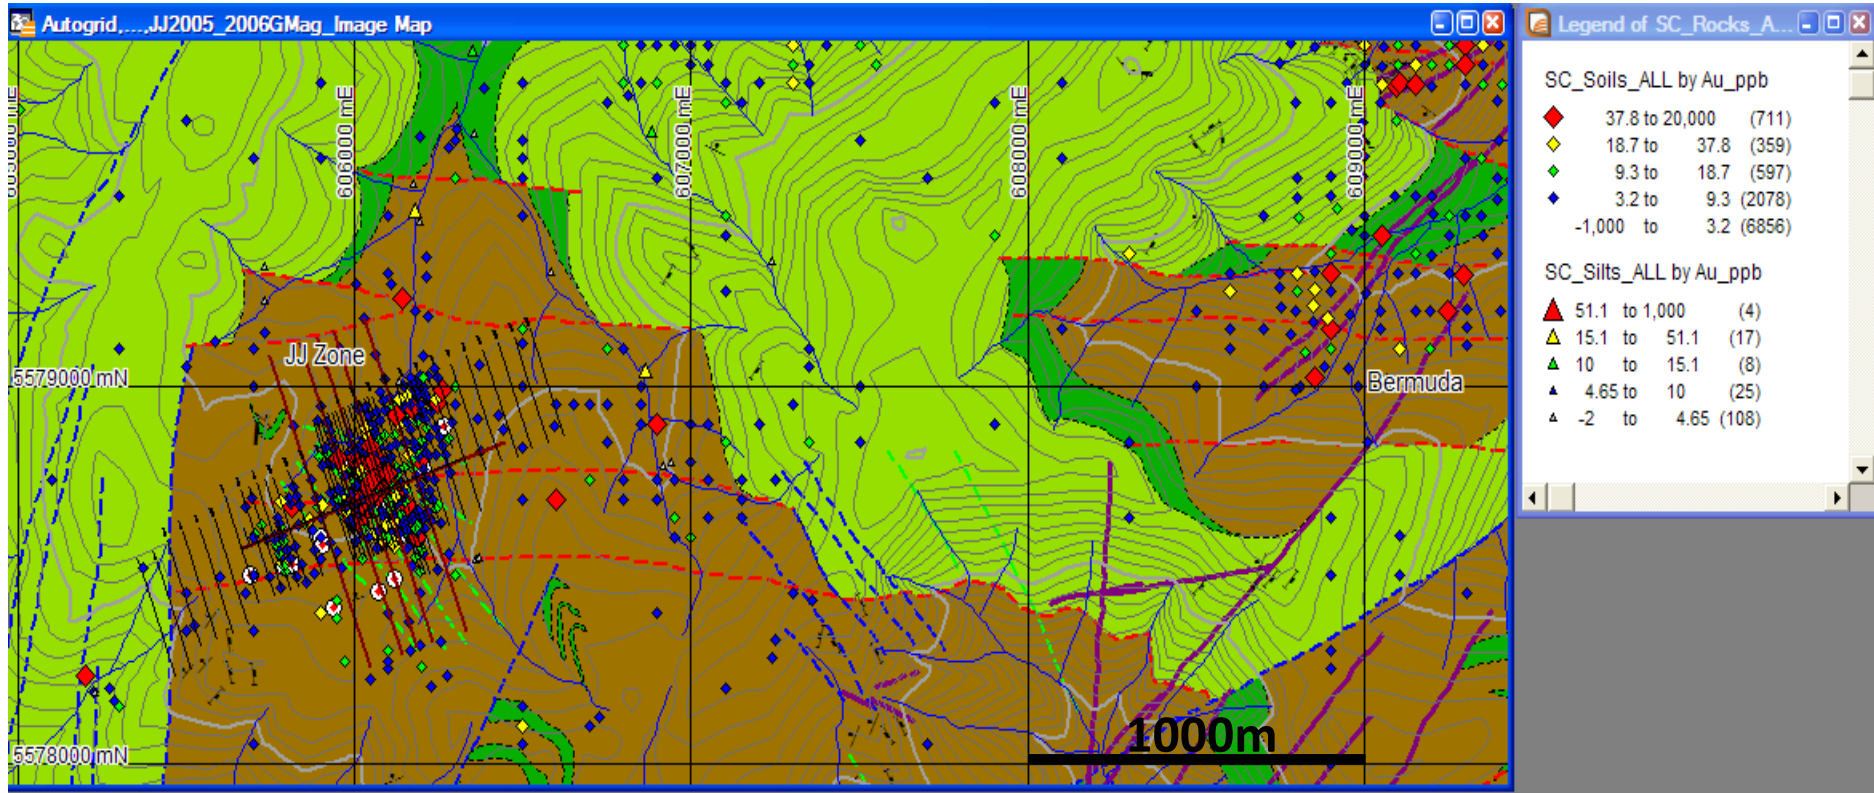 Autogrid,...,JJ2005_2006GMag_Image Map
Legend of SC_Rocks_A...
SC_Soils_ALL by Au_ppb
37.8 to 20,000 (711)
18.7 to 37.8 (359)
9.3 to 18.7 (597)
3.2 to 9.3 (2078)
-1,000 to 3.2 (6856)
SC_Silts_ALL by Au_ppb
51.1 to 1,000 (4)
15.1 to 51.1 (17)
10 to 15.1 (8)
4.65 to 10 (25)
-2 to 4.65 (108)
606000 mE
607000 mE
608000 mE
609000 mE
JJ Zone
5579000 mN
Bermuda
1000m
5578000 mN